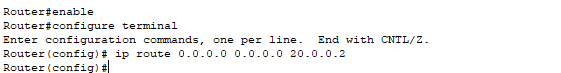 Router#enable
Router#configure terminal
Enter configuration commands, one per line.  End with CNTL/Z.
Router(config)# ip route 0.0.0.0 0.0.0.0 20.0.0.2
Router(config)#